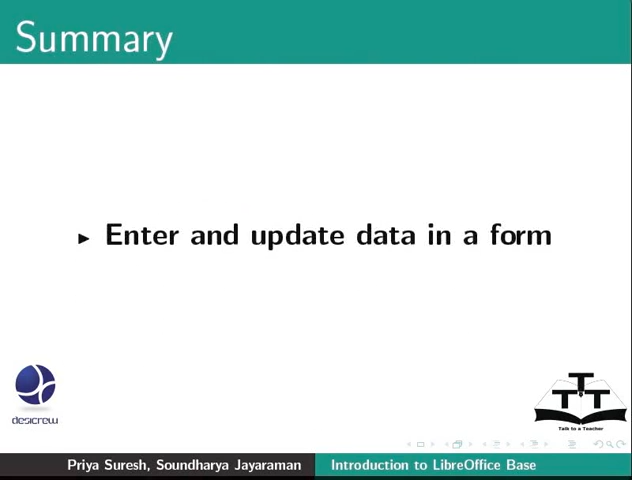 Summary
Enter and update data in a form
desicrew
TTT
Talk to a Teacher
Priya Suresh, Soundharya Jayaraman
Introduction to LibreOffice Base